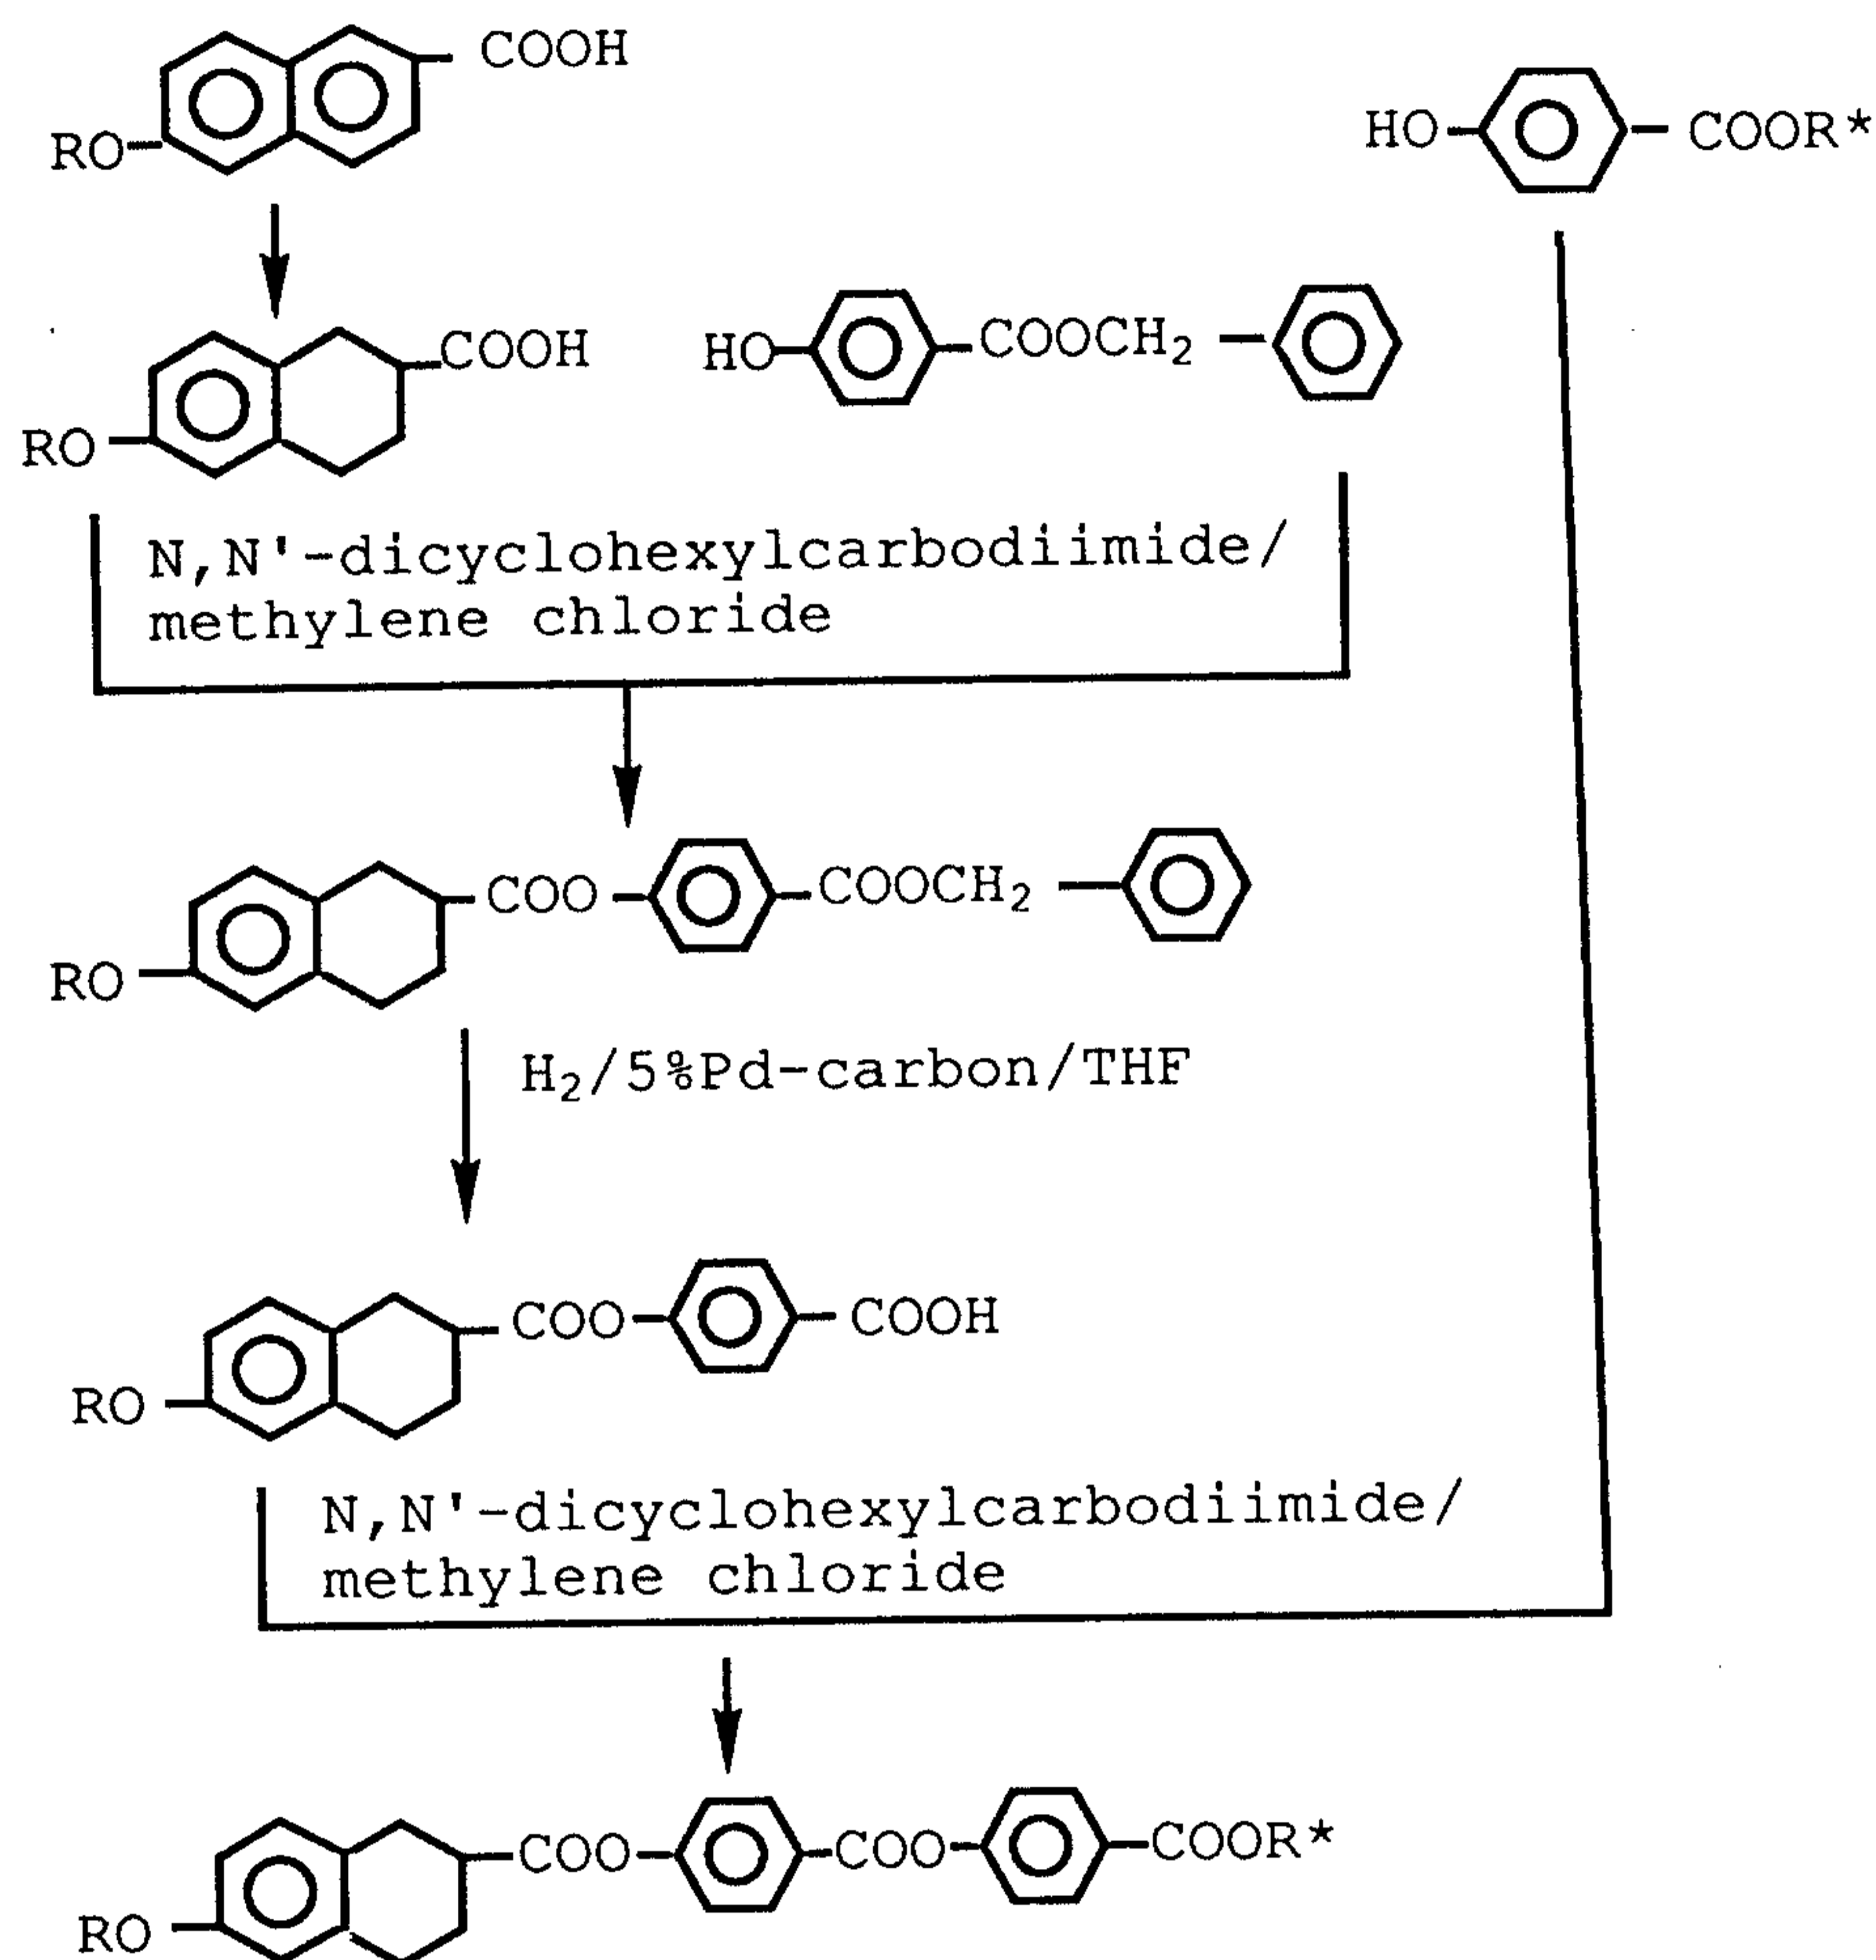 COOH
RO
HO COOR*
COOH
RO
HO COOCH₂
N,N'-dicyclohexylcarbodiimide/
methylene chloride
COO COOCH₂
RO
H₂/5%Pd-carbon/THF
COO COOH
RO
N,N'-dicyclohexylcarbodiimide/
methylene chloride
COO COO COOR*
RO